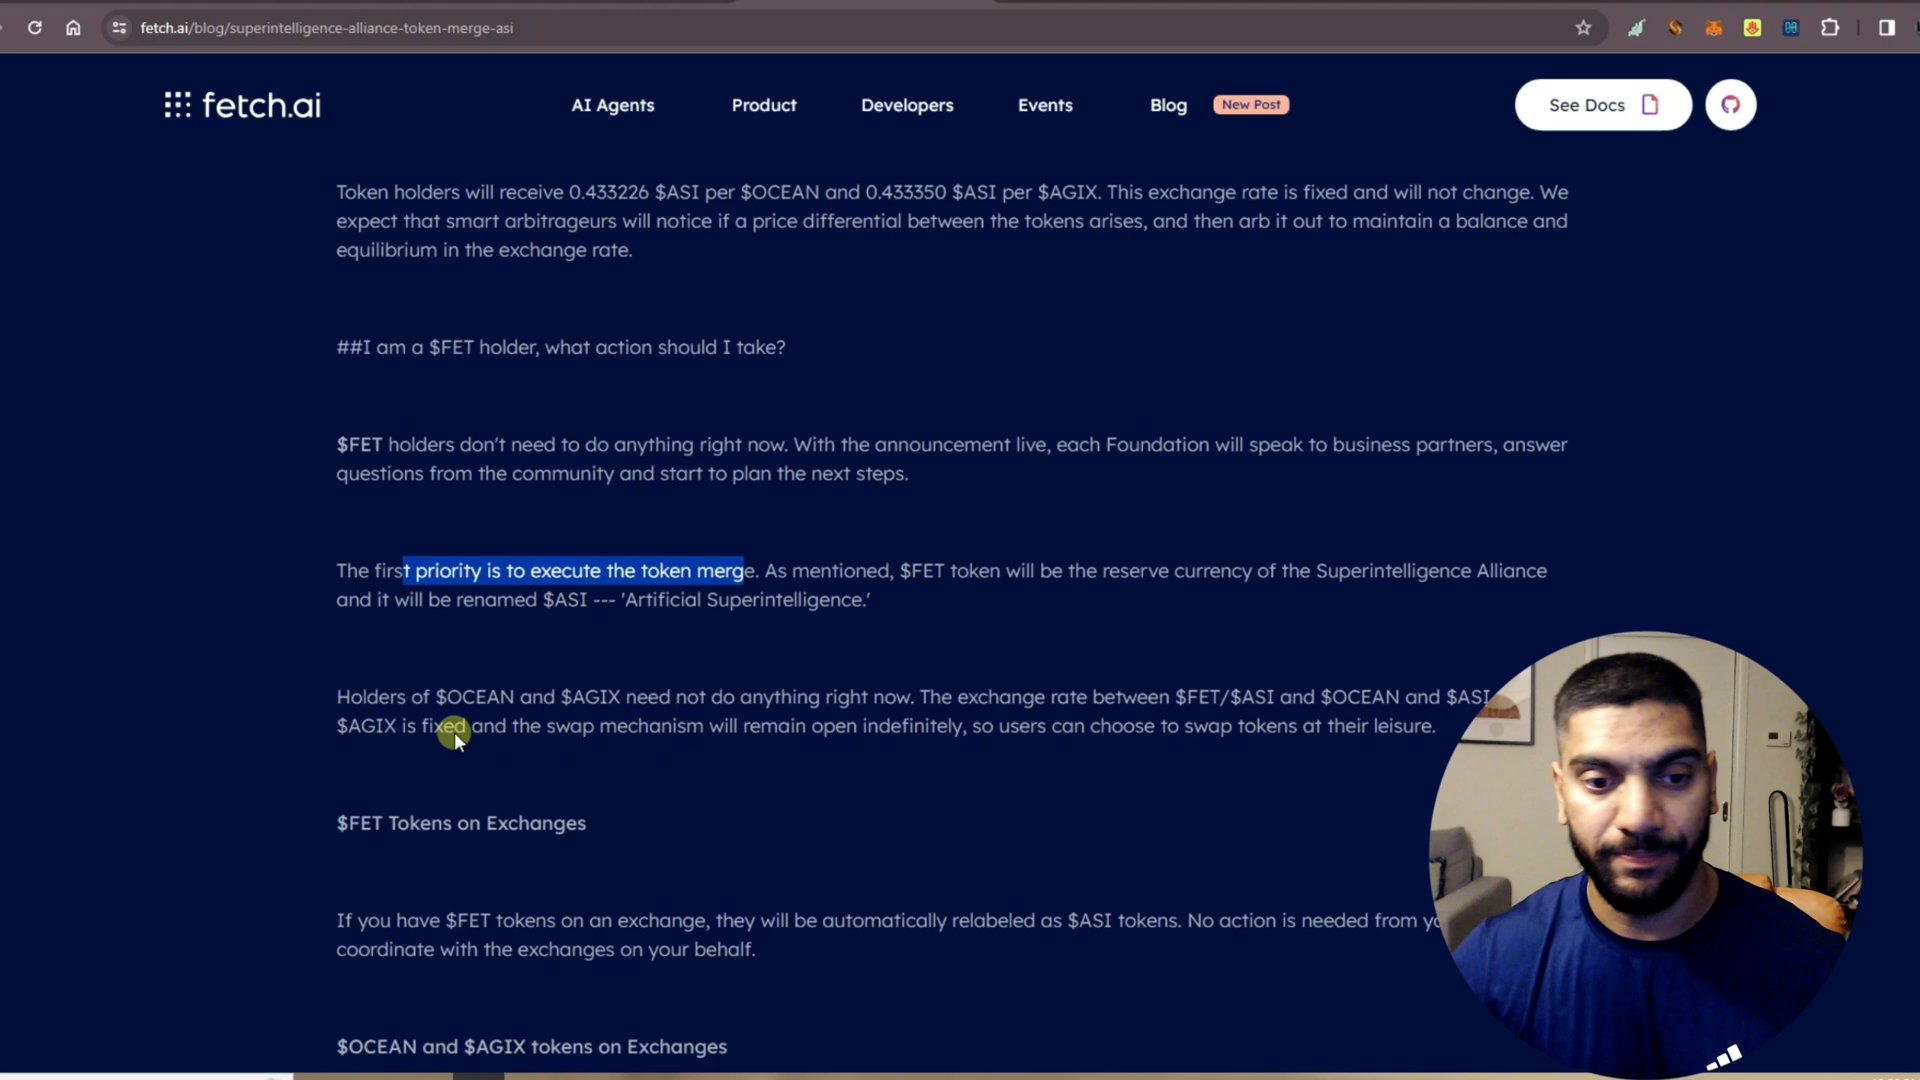 fetch.ai/blog/superintelligence-alliance-token-merge-asi
fetch.ai
AI Agents
Product
Developers
Events
Blog
New Post
See Docs
Token holders will receive 0.433226 $ASI per $OCEAN and 0.433350 $ASI per $AGIX. This exchange rate is fixed and will not change. We
expect that smart arbitrageurs will notice if a price differential between the tokens arises, and then arb it out to maintain a balance and
equilibrium in the exchange rate.
##I am a $FET holder, what action should I take?
$FET holders don't need to do anything right now. With the announcement live, each Foundation will speak to business partners, answer
questions from the community and start to plan the next steps.
The first priority is to execute the token merge. As mentioned, $FET token will be the reserve currency of the Superintelligence Alliance
and it will be renamed $ASI --- 'Artificial Superintelligence.'
Holders of $OCEAN and $AGIX need not do anything right now. The exchange rate between $FET/$ASI and $OCEAN and $ASI
$AGIX is fixed and the swap mechanism will remain open indefinitely, so users can choose to swap tokens at their leisure.
$FET Tokens on Exchanges
If you have $FET tokens on an exchange, they will be automatically relabeled as $ASI tokens. No action is needed from
coordinate with the exchanges on your behalf.
$OCEAN and $AGIX tokens on Exchanges